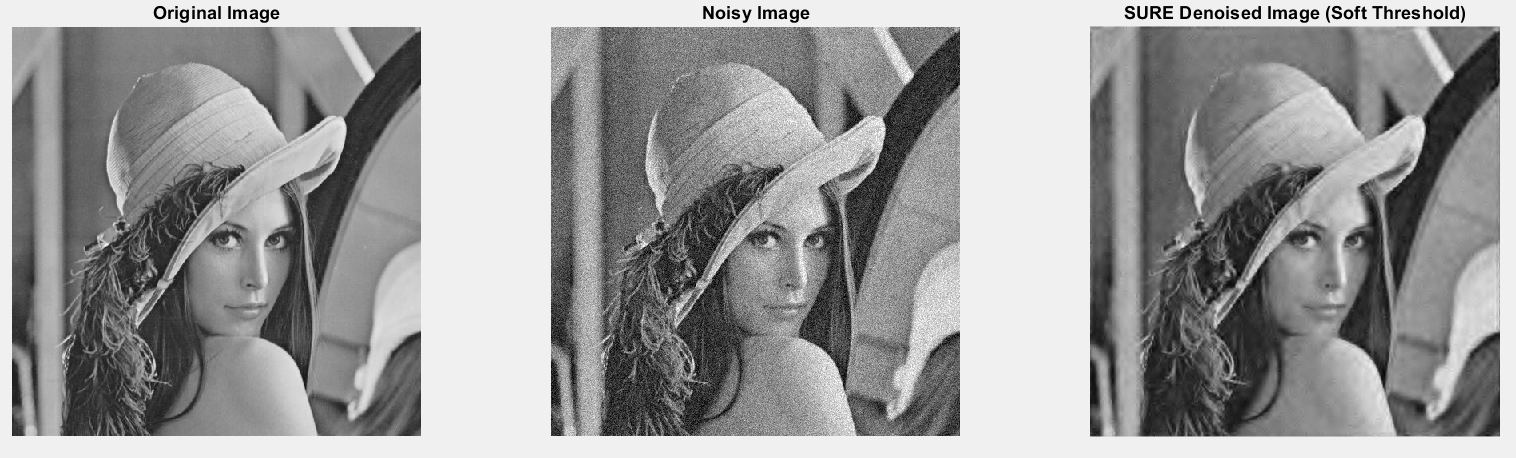 Original Image
Noisy Image
SURE Denoised Image (Soft Threshold)